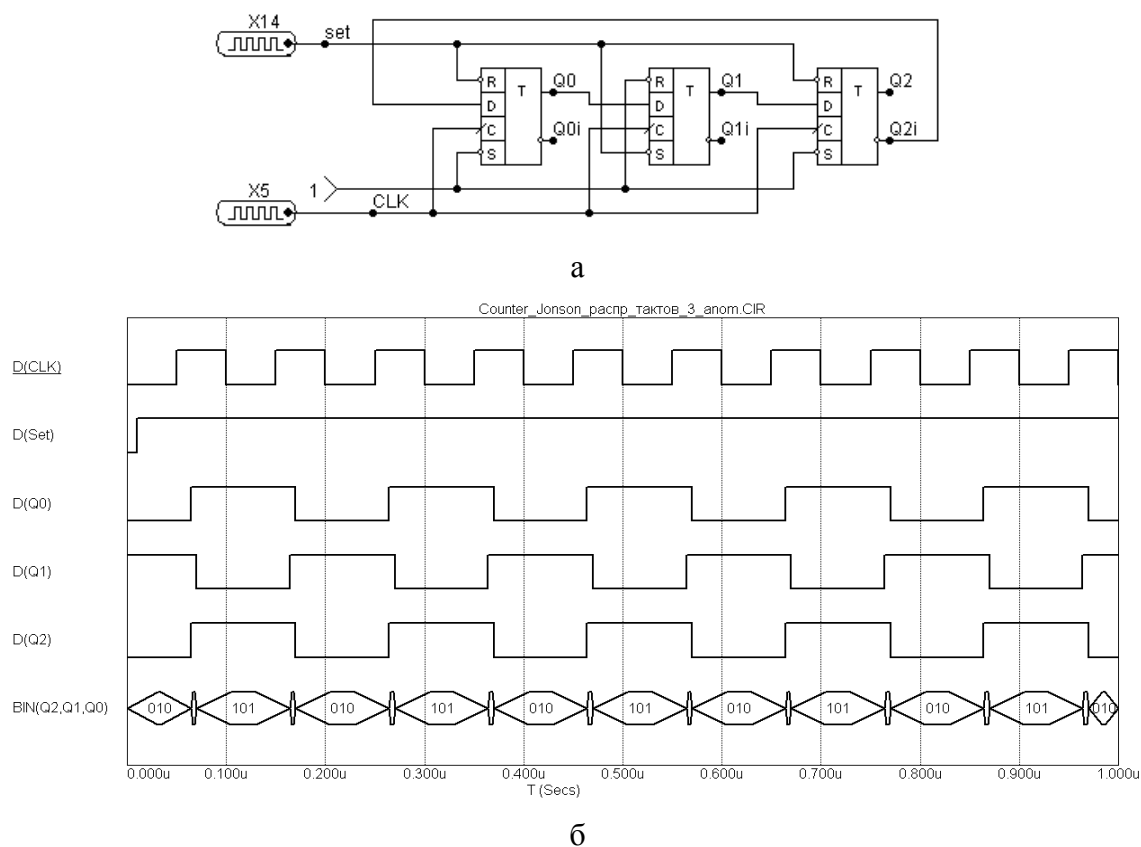 X14
set
R T Q0 R T Q1 R T Q2
D D D
C Q0i C Q1i C Q2i
S S S
1
X5
CLK
а
Counter_Jonson_распр_тактов_3_anom.CIR
D(CLK)
D(Set)
D(Q0)
D(Q1)
D(Q2)
BIN(Q2,Q1,Q0) 010 101 010 101 010 101 010 101 010 101 010
0.000u 0.100u 0.200u 0.300u 0.400u 0.500u 0.600u 0.700u 0.800u 0.900u 1.000u
T (Secs)
б